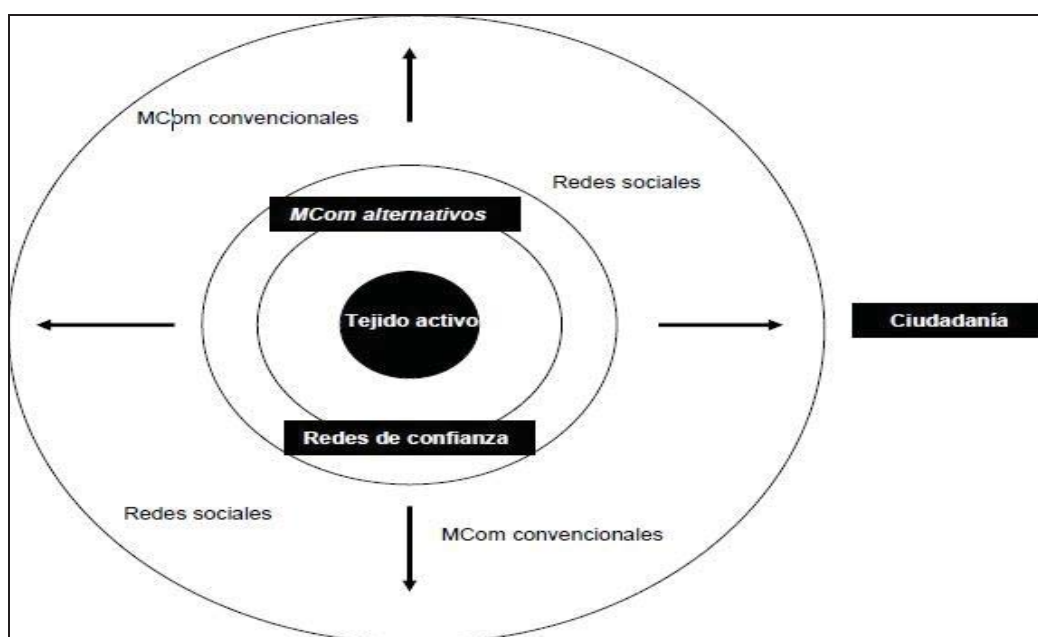 MCom convencionales
Redes sociales
MCom alternativos
Tejido activo
Ciudadanía
Redes de confianza
Redes sociales
MCom convencionales